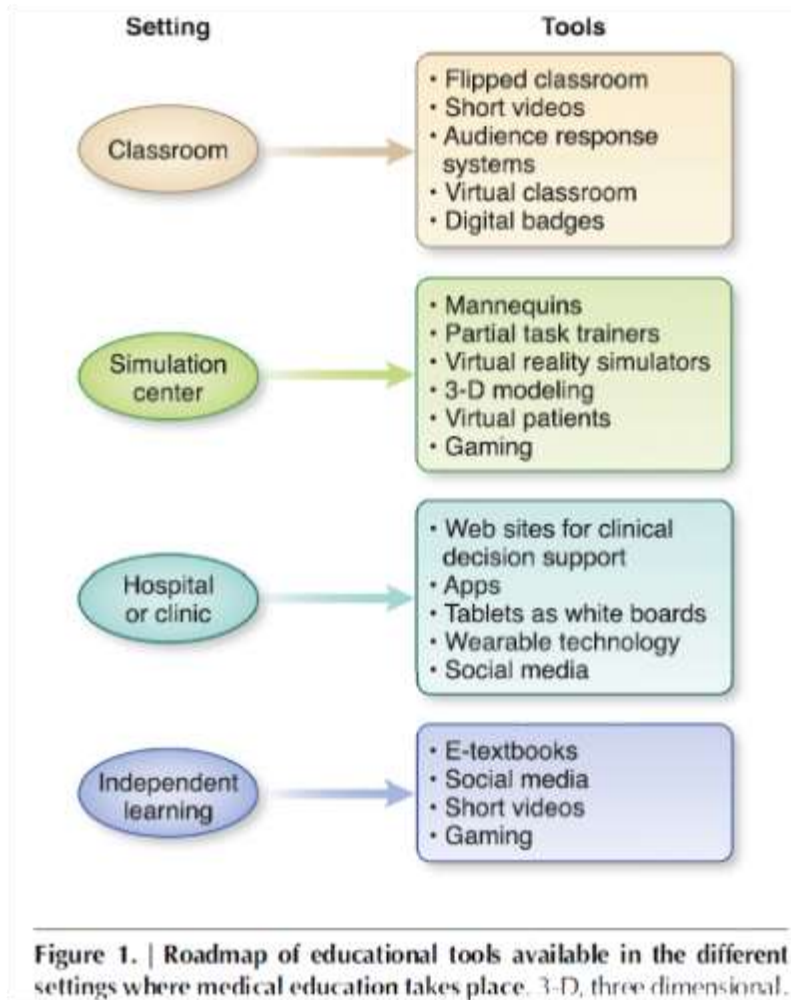 Setting
Tools
Classroom
• Flipped classroom
• Short videos
• Audience response
systems
• Virtual classroom
• Digital badges
Simulation
center
• Mannequins
• Partial task trainers
• Virtual reality simulators
• 3-D modeling
• Virtual patients
• Gaming
Hospital
or clinic
• Web sites for clinical
decision support
• Apps
• Tablets as white boards
• Wearable technology
• Social media
Independent
learning
• E-textbooks
• Social media
• Short videos
• Gaming
Figure 1. | Roadmap of educational tools available in the different
settings where medical education takes place. 3-D, three dimensional.